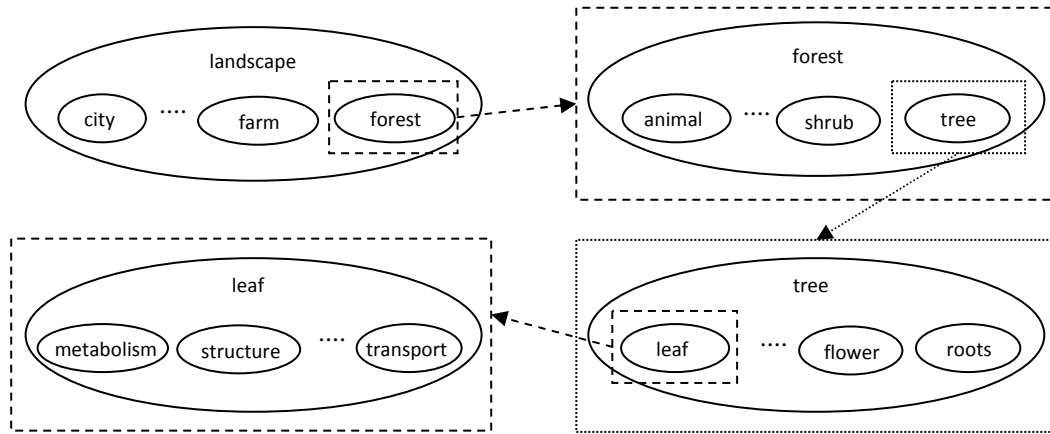 landscape
city .... farm forest
forest
animal .... shrub tree
leaf
metabolism structure .... transport
tree
leaf .... flower roots